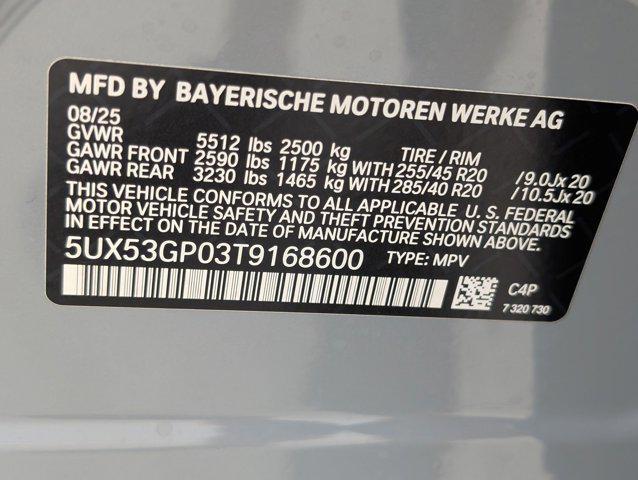 MFD BY BAYERISCHE MOTOREN WERKE AG
08/25
GVWR 5512 lbs 2500 kg TIRE / RIM
GAWR FRONT 2590 lbs 1175 kg WITH 255/45 R20 /9.0Jx20
GAWR REAR 3230 lbs 1465 kg WITH 285/40 R20 /10.5Jx20
THIS VEHICLE CONFORMS TO ALL APPLICABLE U. S. FEDERAL
MOTOR VEHICLE SAFETY AND THEFT PREVENTION STANDARDS
IN EFFECT ON THE DATE OF MANUFACTURE SHOWN ABOVE.
5UX53GP03T9168600 TYPE: MPV
C4P
7 320 730